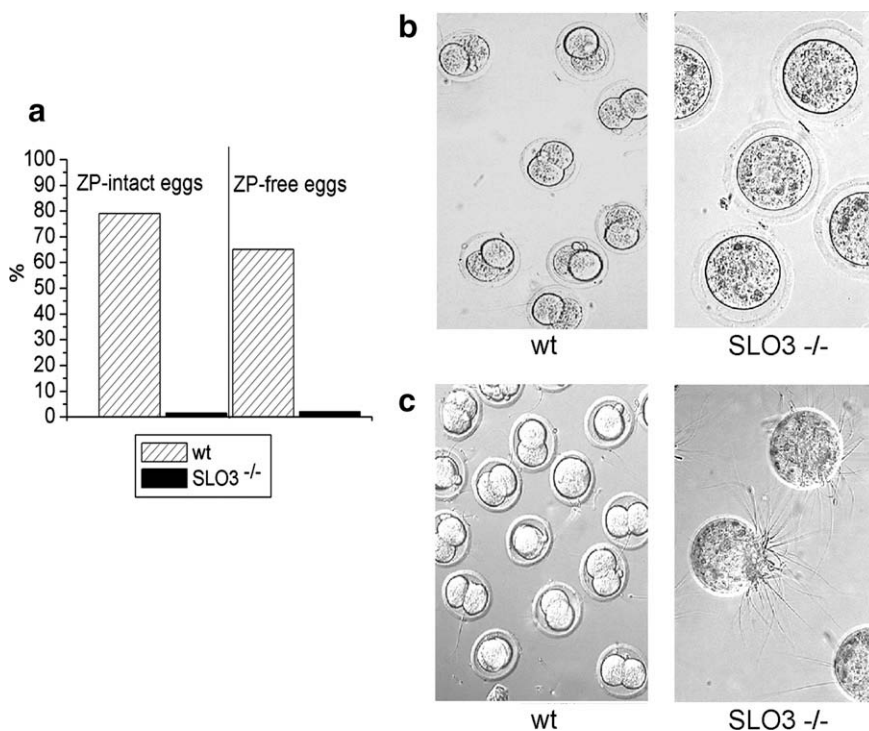 a
100
90
80
70
60
50
40
30
20
10
0
%
ZP-intact eggs
ZP-free eggs
wt
SLO3 -/-
b
wt
SLO3 -/-
c
wt
SLO3 -/-